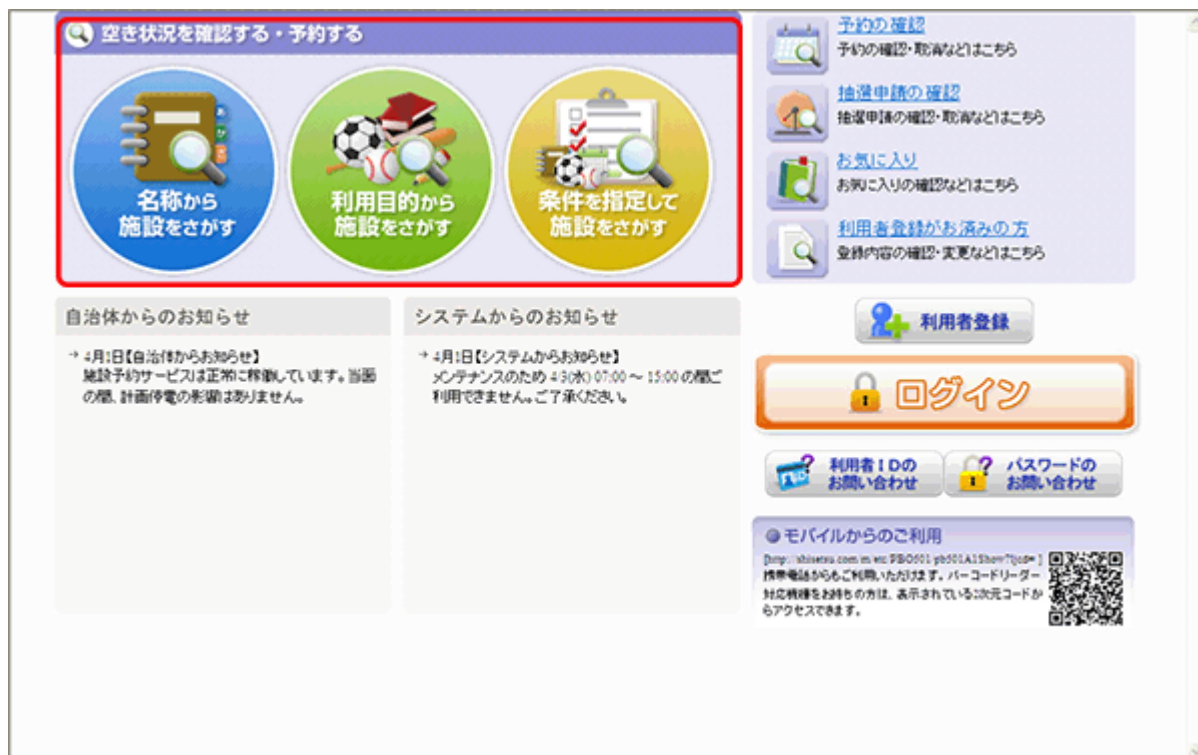 空き状況を確認する・予約する
名称から
施設をさがす
利用目的から
施設をさがす
条件を指定して
施設をさがす
予約の確認
予約の確認・取消などはこちら
抽選申請の確認
抽選申請の確認・取消などはこちら
お気に入り
お気に入りの確認などはこちら
利用者登録がお済みの方
登録内容の確認・変更などはこちら
自治体からのお知らせ
→ 4月1日【自治体からお知らせ】
施設予約サービスは正常に稼働しています。当面
の間、計画停電の影響はありません。
システムからのお知らせ
→ 4月1日【システムからお知らせ】
メンテナンスのため 4/3(水) 07:00 ～ 15:00 の間ご
利用できません。ご了承ください。
利用者登録
ログイン
利用者IDの
お問い合わせ
パスワードの
お問い合わせ
モバイルからのご利用
携帯電話からもご利用いただけます。バーコードリーダー
対応機種をお持ちの方は、表示されている2次元コードか
らアクセスできます。